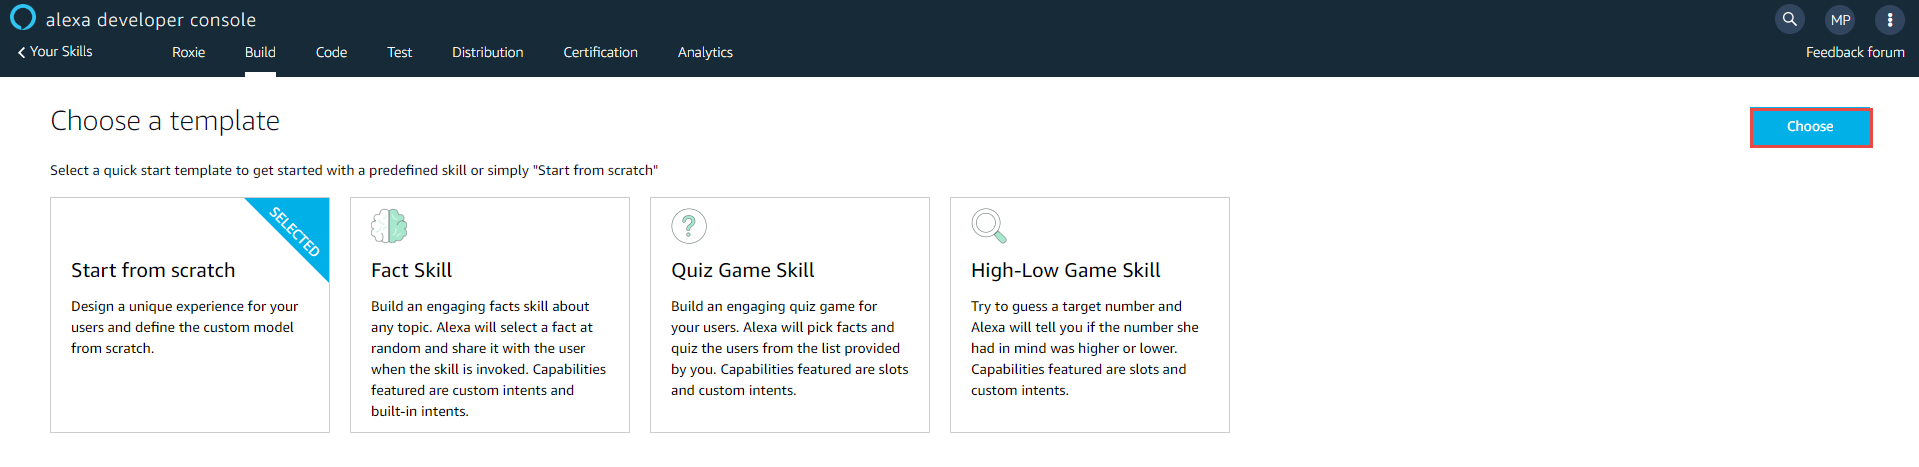 alexa developer console
MP
Your Skills
Roxie
Build
Code
Test
Distribution
Certification
Analytics
Feedback forum
Choose a template
Choose
Select a quick start template to get started with a predefined skill or simply "Start from scratch"
SELECTED
Start from scratch
Design a unique experience for your
users and define the custom model
from scratch.
Fact Skill
Build an engaging facts skill about
any topic. Alexa will select a fact at
random and share it with the user
when the skill is invoked. Capabilities
featured are custom intents and
built-in intents.
?
Quiz Game Skill
Build an engaging quiz game for
your users. Alexa will pick facts and
quiz the users from the list provided
by you. Capabilities featured are slots
and custom intents.
High-Low Game Skill
Try to guess a target number and
Alexa will tell you if the number she
had in mind was higher or lower.
Capabilities featured are slots and
custom intents.